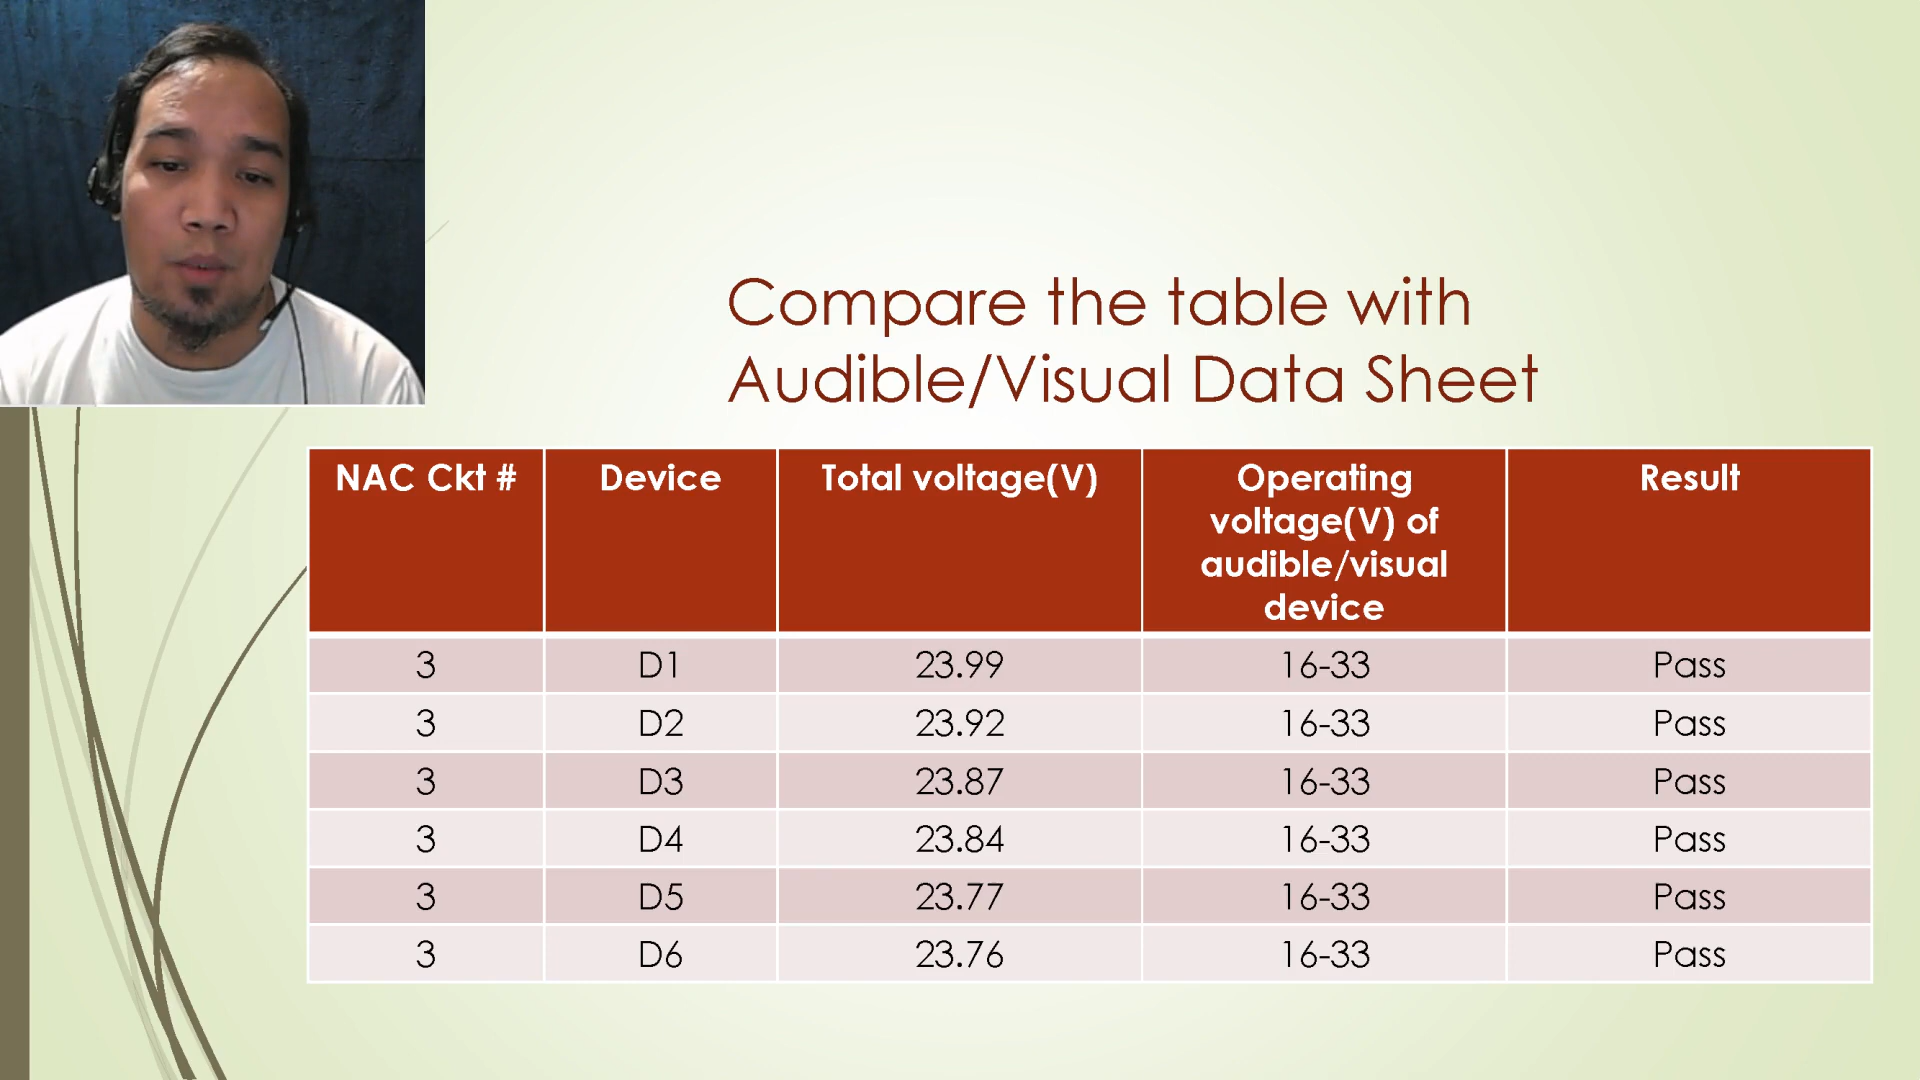 Compare the table with
Audible/Visual Data Sheet
NAC Ckt # Device Total voltage(V) Operating voltage(V) of audible/visual device Result
3 D1 23.99 16-33 Pass
3 D2 23.92 16-33 Pass
3 D3 23.87 16-33 Pass
3 D4 23.84 16-33 Pass
3 D5 23.77 16-33 Pass
3 D6 23.76 16-33 Pass